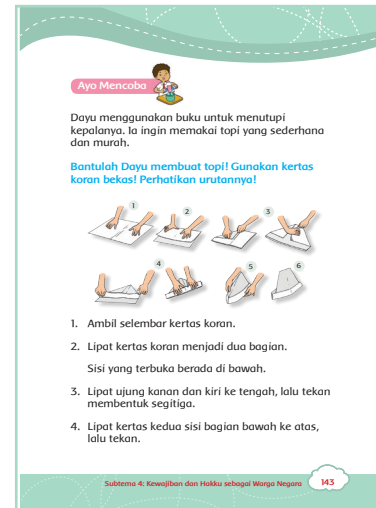 Ayo Mencoba
Dayu menggunakan buku untuk menutupi
kepalanya. Ia ingin memakai topi yang sederhana
dan murah.
Bantulah Dayu membuat topi! Gunakan kertas
koran bekas! Perhatikan urutannya!
1
2
3
4
5
6
1. Ambil selembar kertas koran.
2. Lipat kertas koran menjadi dua bagian.
Sisi yang terbuka berada di bawah.
3. Lipat ujung kanan dan kiri ke tengah, lalu tekan
membentuk segitiga.
4. Lipat kertas kedua sisi bagian bawah ke atas,
lalu tekan.
Subtema 4: Kewajiban dan Hakku sebagai Warga Negara
143